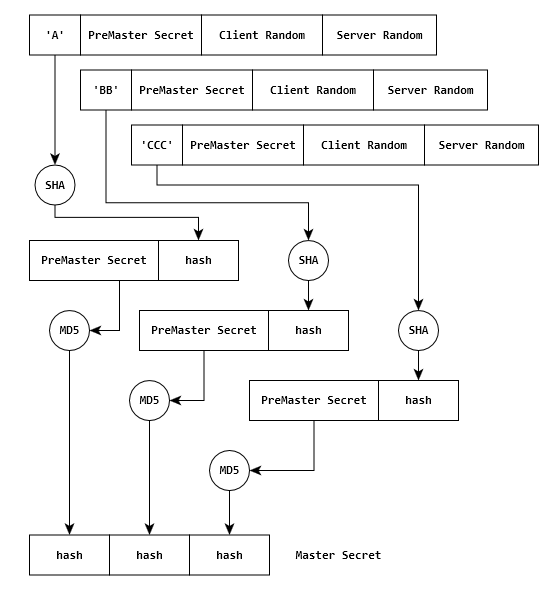 'A' PreMaster Secret Client Random Server Random
'BB' PreMaster Secret Client Random Server Random
'CCC' PreMaster Secret Client Random Server Random
SHA
PreMaster Secret hash
SHA
MD5
PreMaster Secret hash
SHA
MD5
PreMaster Secret hash
MD5
hash hash hash Master Secret